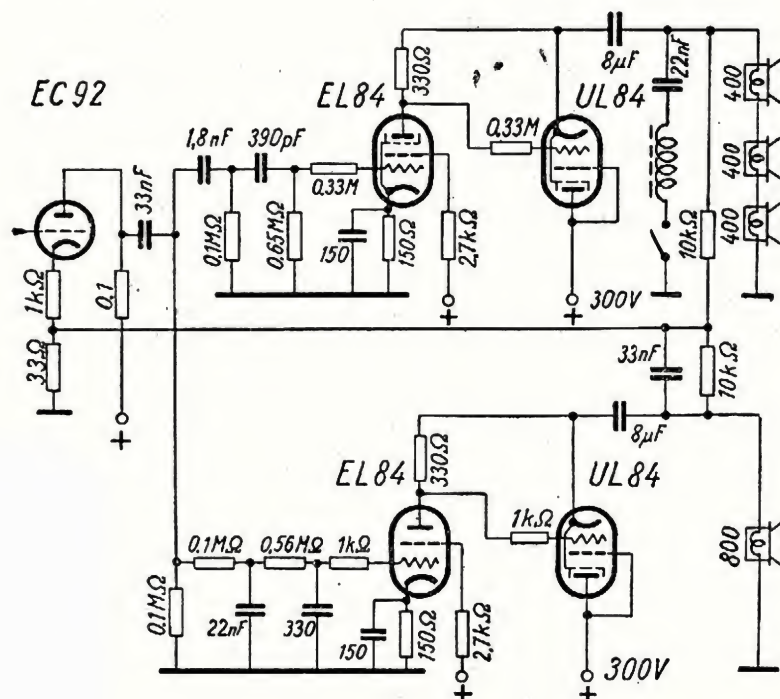 EC 92
EL84
UL84
330Ω
8µF
22nF
400
400
400
1,8nF
390pF
33nF
0,33M
0,33M
0,1MΩ
0,65MΩ
150
150Ω
2,7kΩ
10kΩ
+
+
300V
1kΩ
0,1
33Ω
+
33nF
10kΩ
EL84
UL84
330Ω
8µF
800
0,1MΩ
0,56MΩ
1kΩ
1kΩ
0,1MΩ
22nF
330
150
150Ω
2,7kΩ
+
+
300V